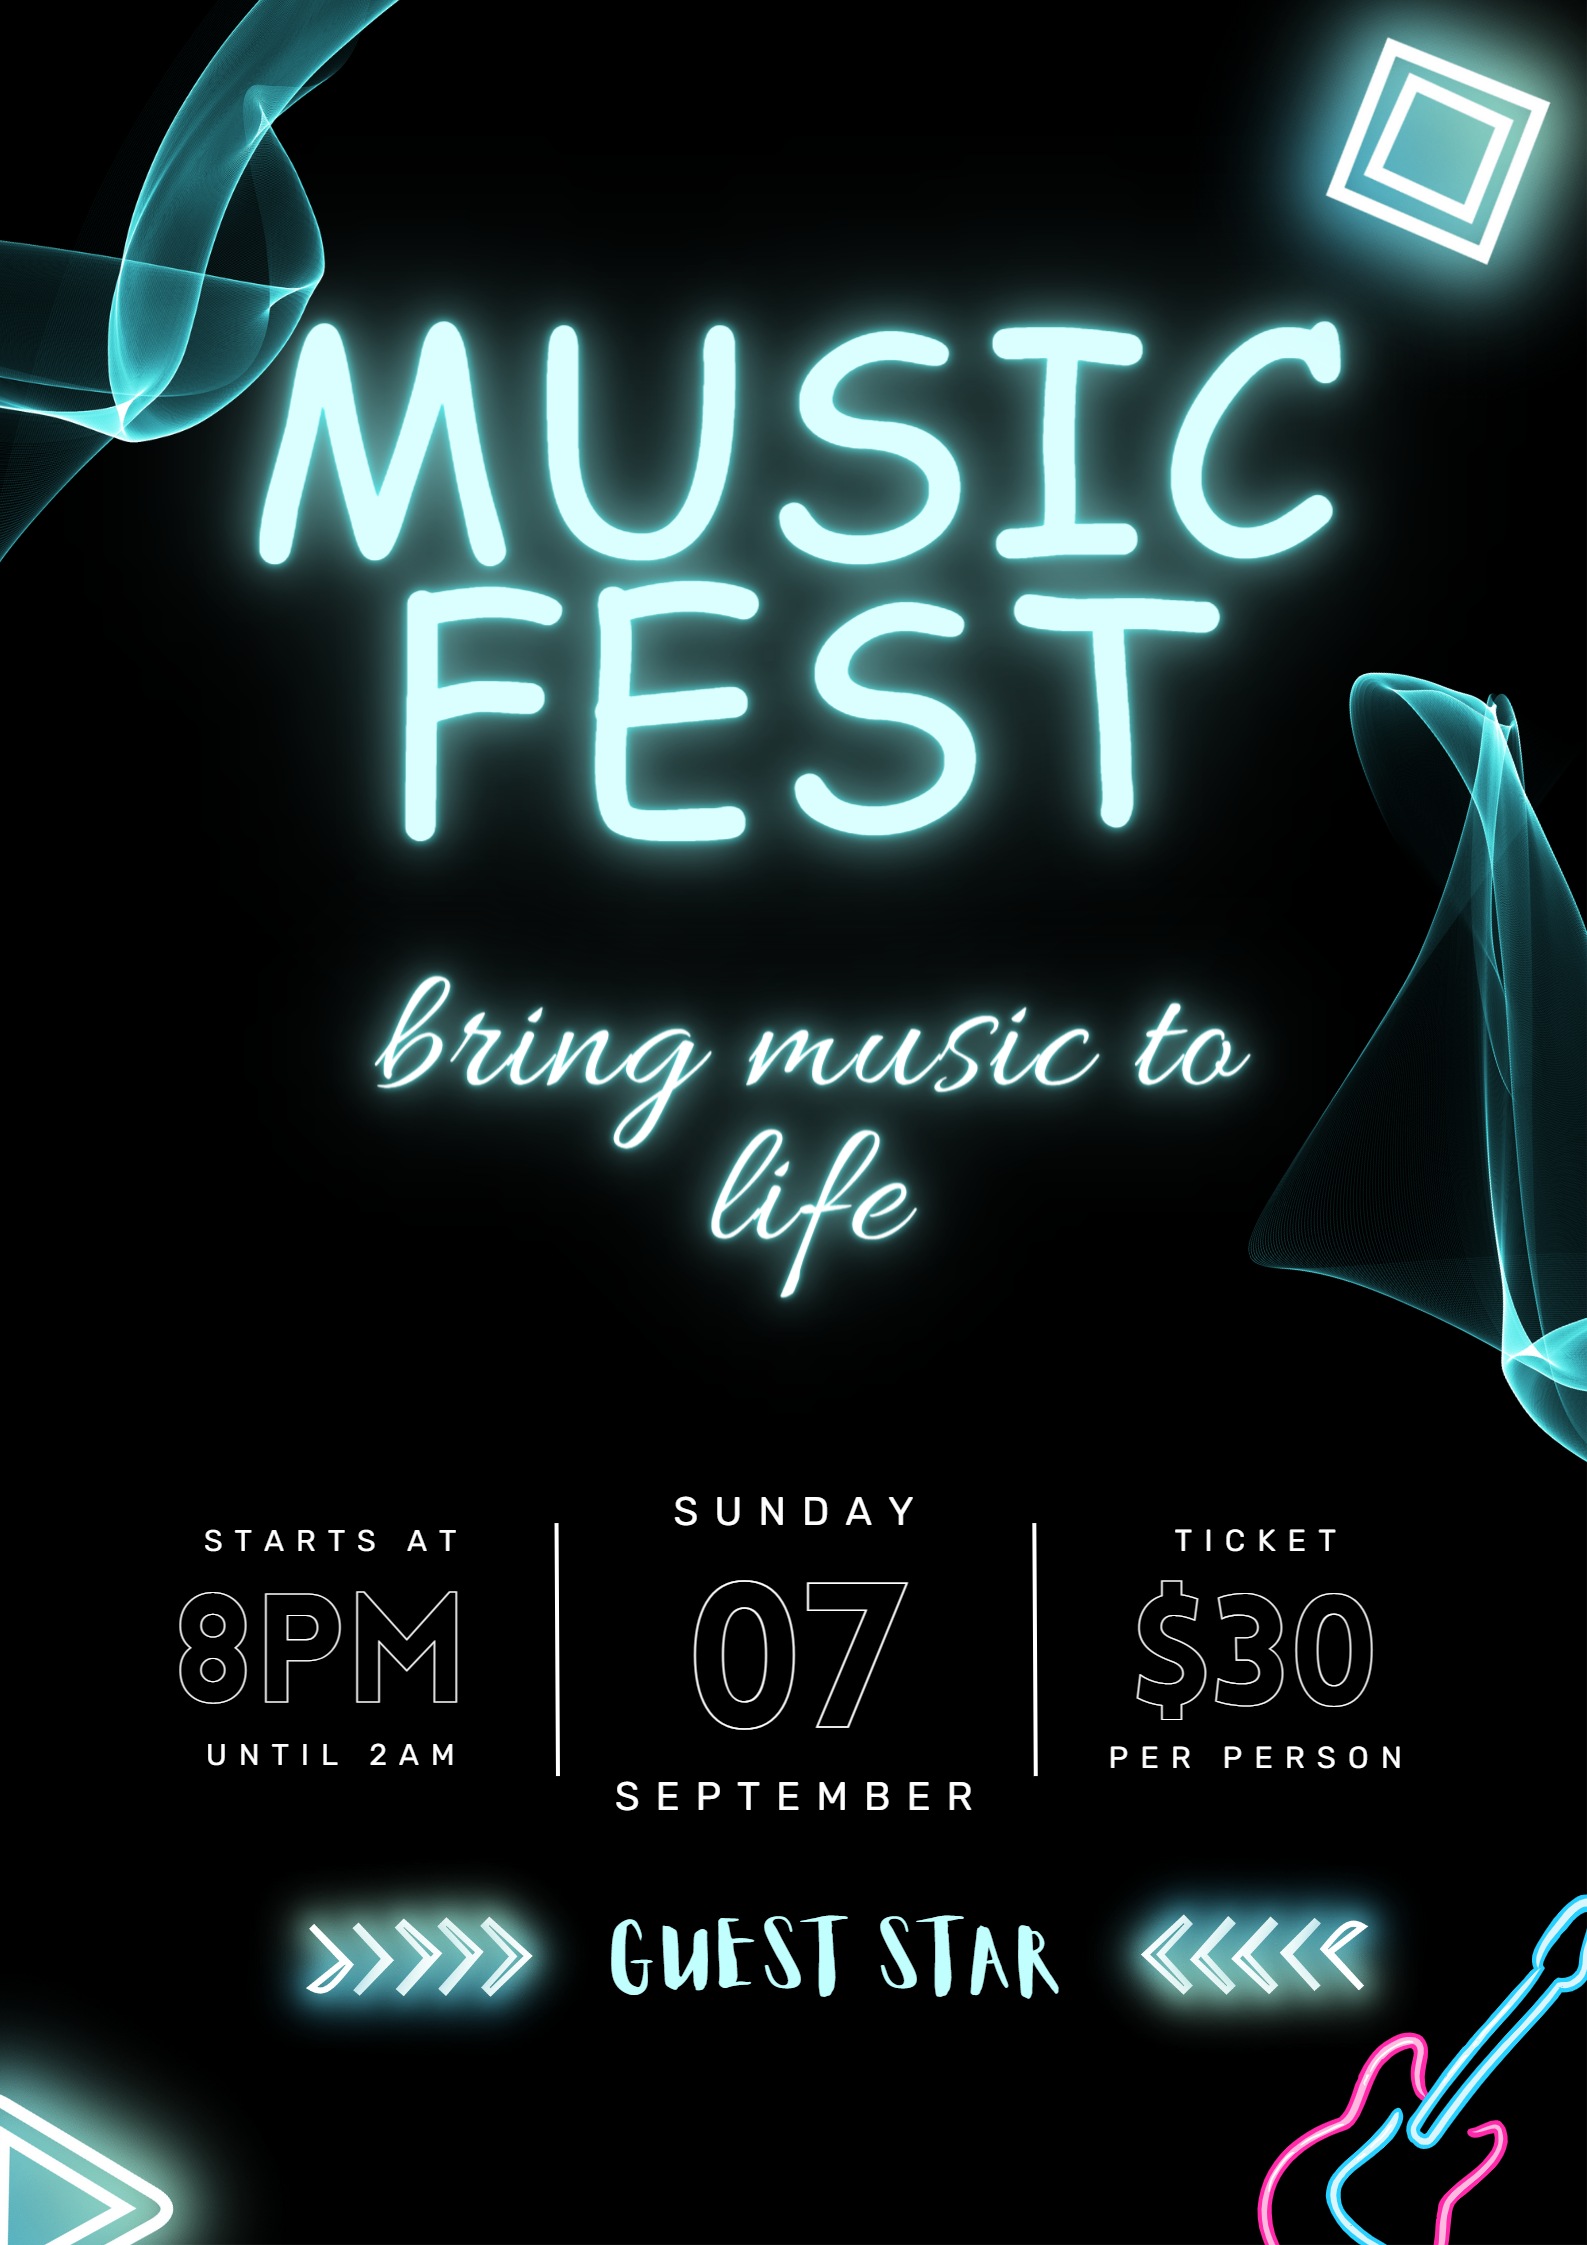 MUSIC
FEST
bring music to
life
STARTS AT
8PM
UNTIL 2AM
SUNDAY
07
SEPTEMBER
TICKET
$30
PER PERSON
GUEST STAR